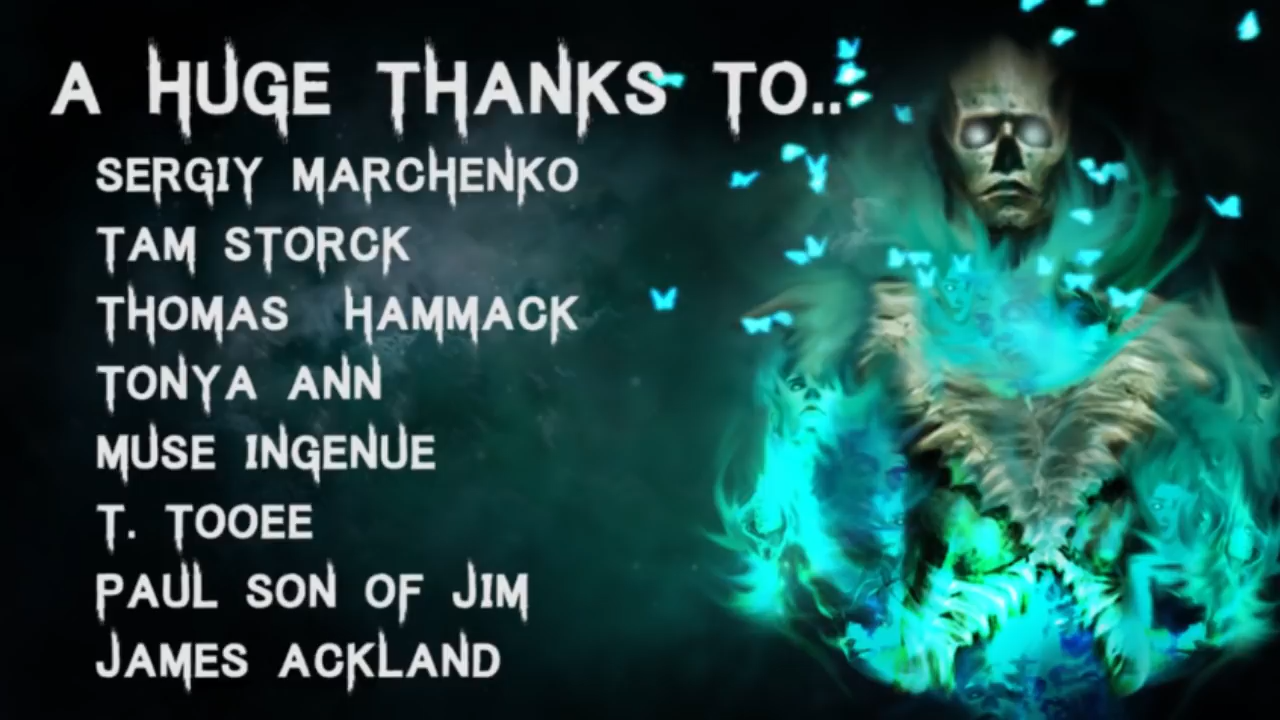 A HUGE THANKS TO..
SERGIY MARCHENKO
TAM STORCK
THOMAS HAMMACK
TONYA ANN
MUSE INGENUE
T. TOOEE
PAUL SON OF JIM
JAMES ACKLAND